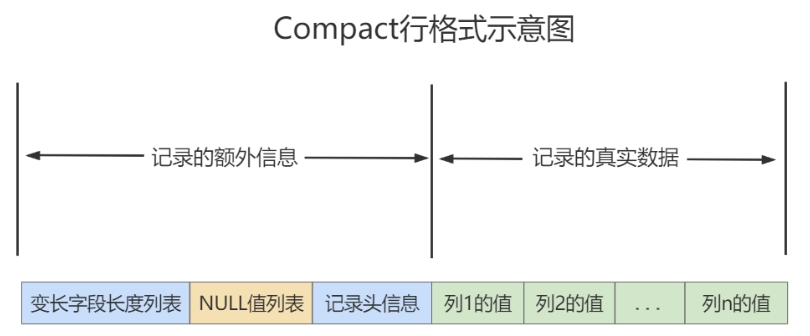 Compact行格式示意图
记录的额外信息 记录的真实数据
变长字段长度列表 NULL值列表 记录头信息 列1的值 列2的值 ... 列n的值